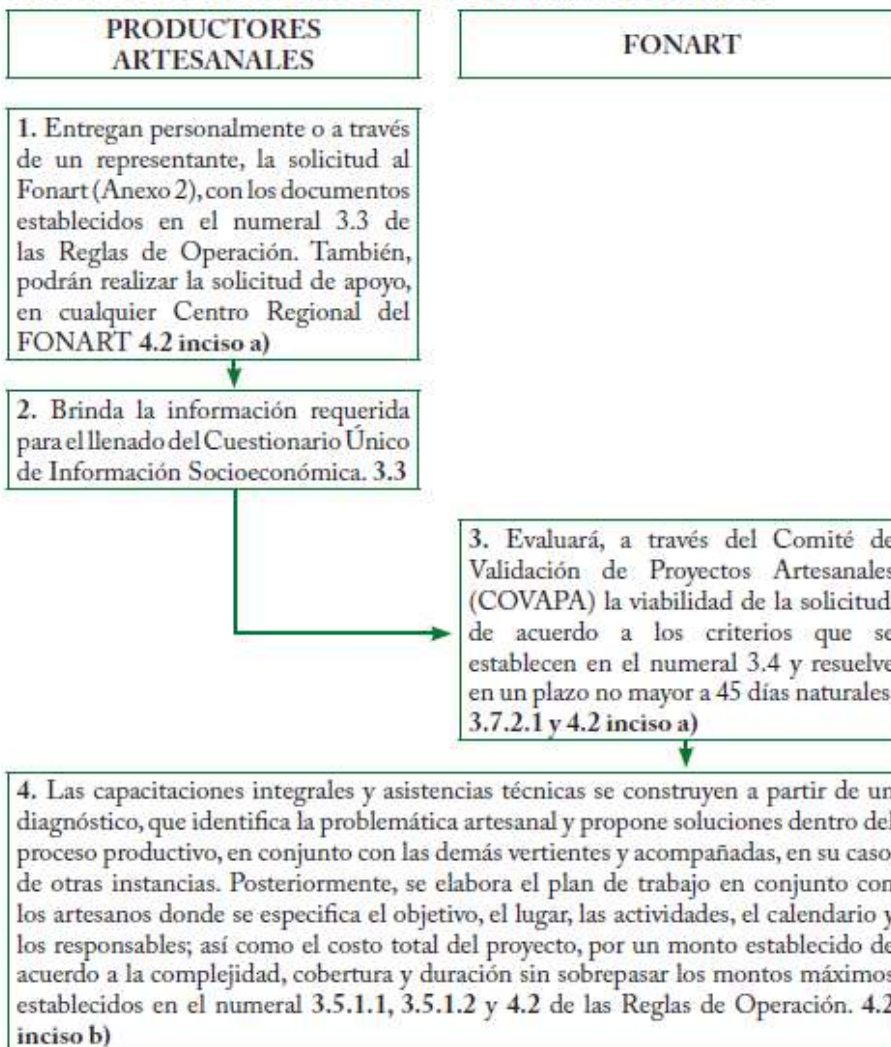 PRODUCTORES
ARTESANALES
FONART
1. Entregan personalmente o a través
de un representante, la solicitud al
Fonart (Anexo 2), con los documentos
establecidos en el numeral 3.3 de
las Reglas de Operación. También,
podrán realizar la solicitud de apoyo,
en cualquier Centro Regional del
FONART 4.2 inciso a)
2. Brinda la información requerida
para el llenado del Cuestionario Único
de Información Socioeconómica. 3.3
3. Evaluará, a través del Comité de
Validación de Proyectos Artesanales
(COVAPA) la viabilidad de la solicitud
de acuerdo a los criterios que se
establecen en el numeral 3.4 y resuelve
en un plazo no mayor a 45 días naturales
3.7.2.1 y 4.2 inciso a)
4. Las capacitaciones integrales y asistencias técnicas se construyen a partir de un
diagnóstico, que identifica la problemática artesanal y propone soluciones dentro del
proceso productivo, en conjunto con las demás vertientes y acompañadas, en su caso
de otras instancias. Posteriormente, se elabora el plan de trabajo en conjunto con
los artesanos donde se especifica el objetivo, el lugar, las actividades, el calendario y
los responsables; así como el costo total del proyecto, por un monto establecido de
acuerdo a la complejidad, cobertura y duración sin sobrepasar los montos máximos
establecidos en el numeral 3.5.1.1, 3.5.1.2 y 4.2 de las Reglas de Operación. 4.2
inciso b)